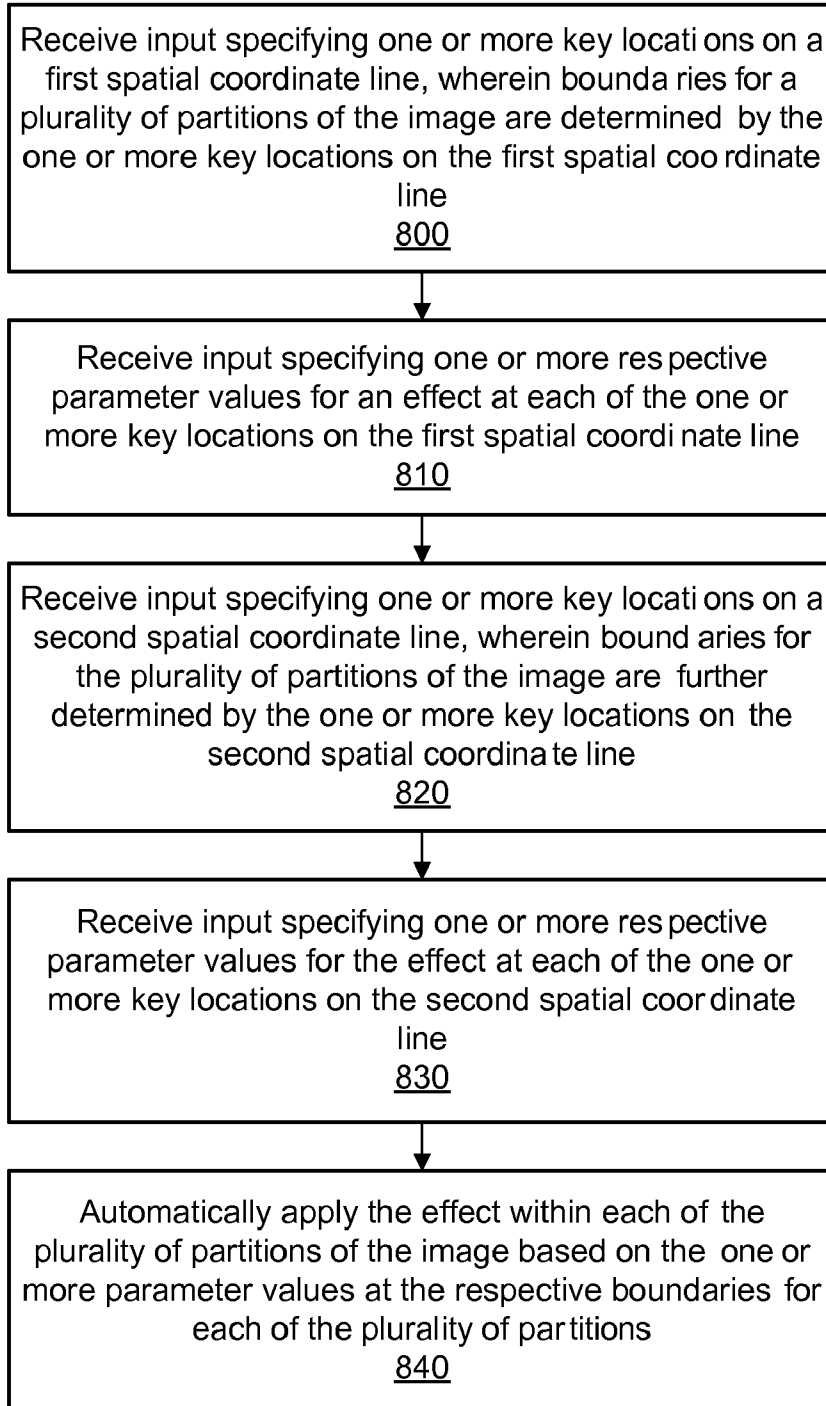 Receive input specifying one or more key locations on a
first spatial coordinate line, wherein boundaries for a
plurality of partitions of the image are determined by the
one or more key locations on the first spatial coordinate
line
800
Receive input specifying one or more respective
parameter values for an effect at each of the one or
more key locations on the first spatial coordinate line
810
Receive input specifying one or more key locations on a
second spatial coordinate line, wherein boundaries for
the plurality of partitions of the image are further
determined by the one or more key locations on the
second spatial coordinate line
820
Receive input specifying one or more respective
parameter values for the effect at each of the one or
more key locations on the second spatial coordinate
line
830
Automatically apply the effect within each of the
plurality of partitions of the image based on the one or
more parameter values at the respective boundaries for
each of the plurality of partitions
840